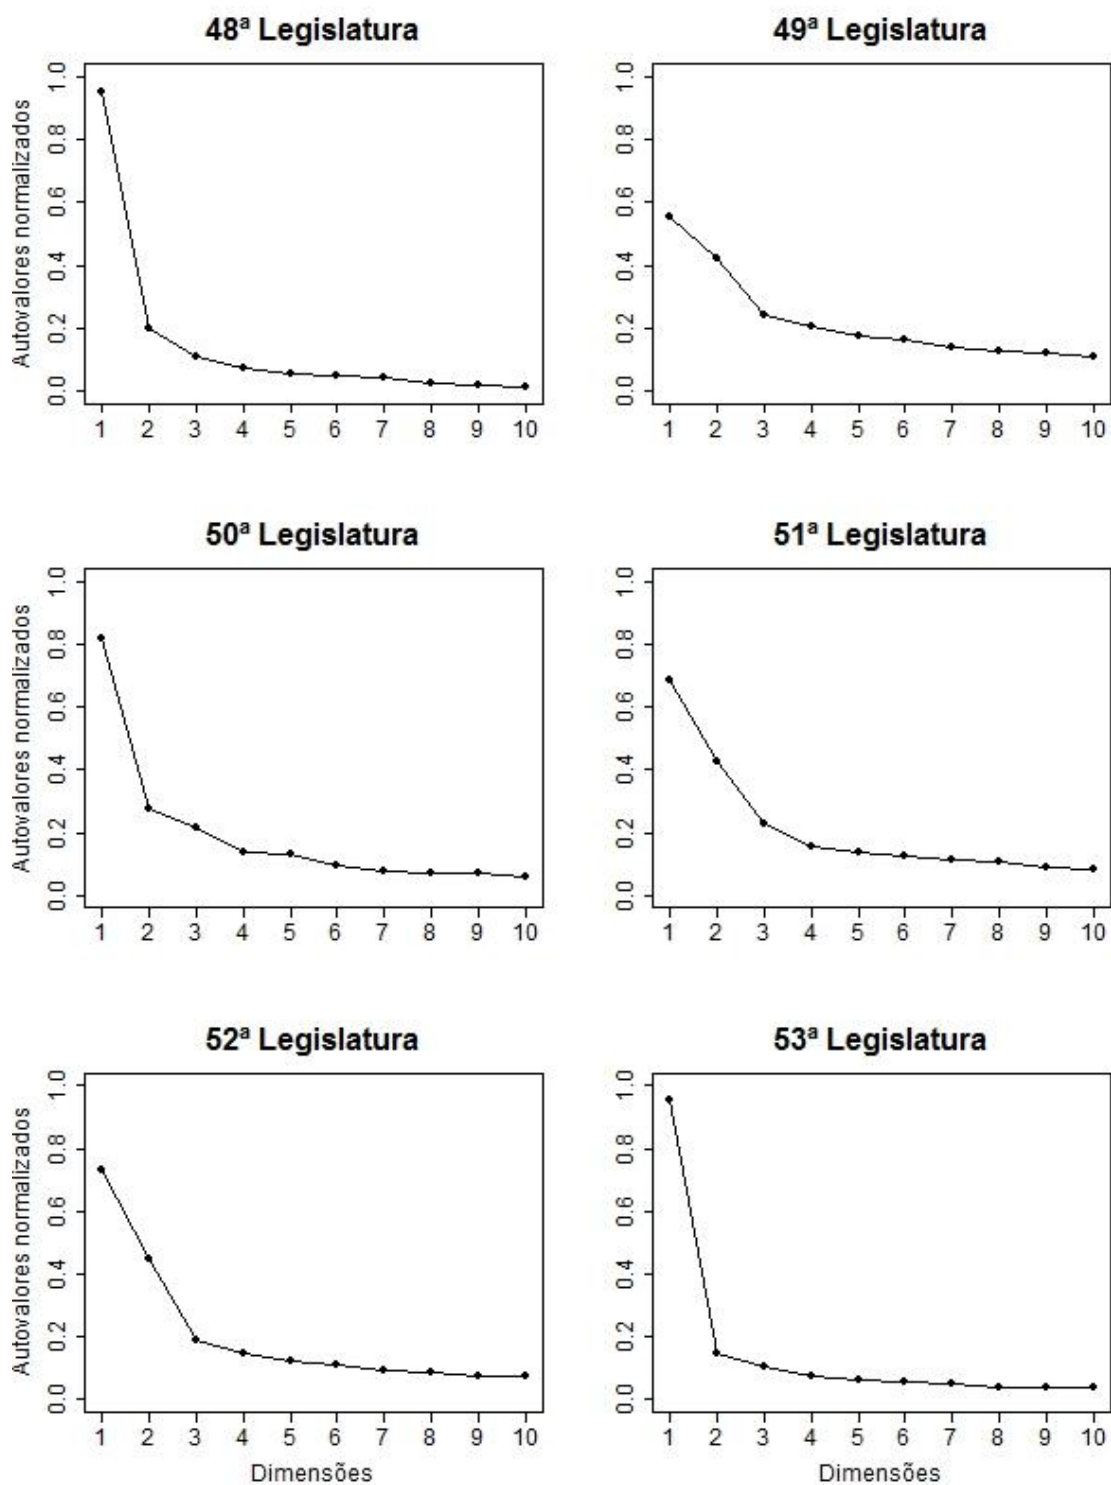 48ª Legislatura
Autovalores normalizados
0.0 0.2 0.4 0.6 0.8 1.0
1 2 3 4 5 6 7 8 9 10
49ª Legislatura
0.0 0.2 0.4 0.6 0.8 1.0
1 2 3 4 5 6 7 8 9 10
50ª Legislatura
Autovalores normalizados
0.0 0.2 0.4 0.6 0.8 1.0
1 2 3 4 5 6 7 8 9 10
51ª Legislatura
0.0 0.2 0.4 0.6 0.8 1.0
1 2 3 4 5 6 7 8 9 10
52ª Legislatura
Autovalores normalizados
0.0 0.2 0.4 0.6 0.8 1.0
1 2 3 4 5 6 7 8 9 10
Dimensões
53ª Legislatura
0.0 0.2 0.4 0.6 0.8 1.0
1 2 3 4 5 6 7 8 9 10
Dimensões